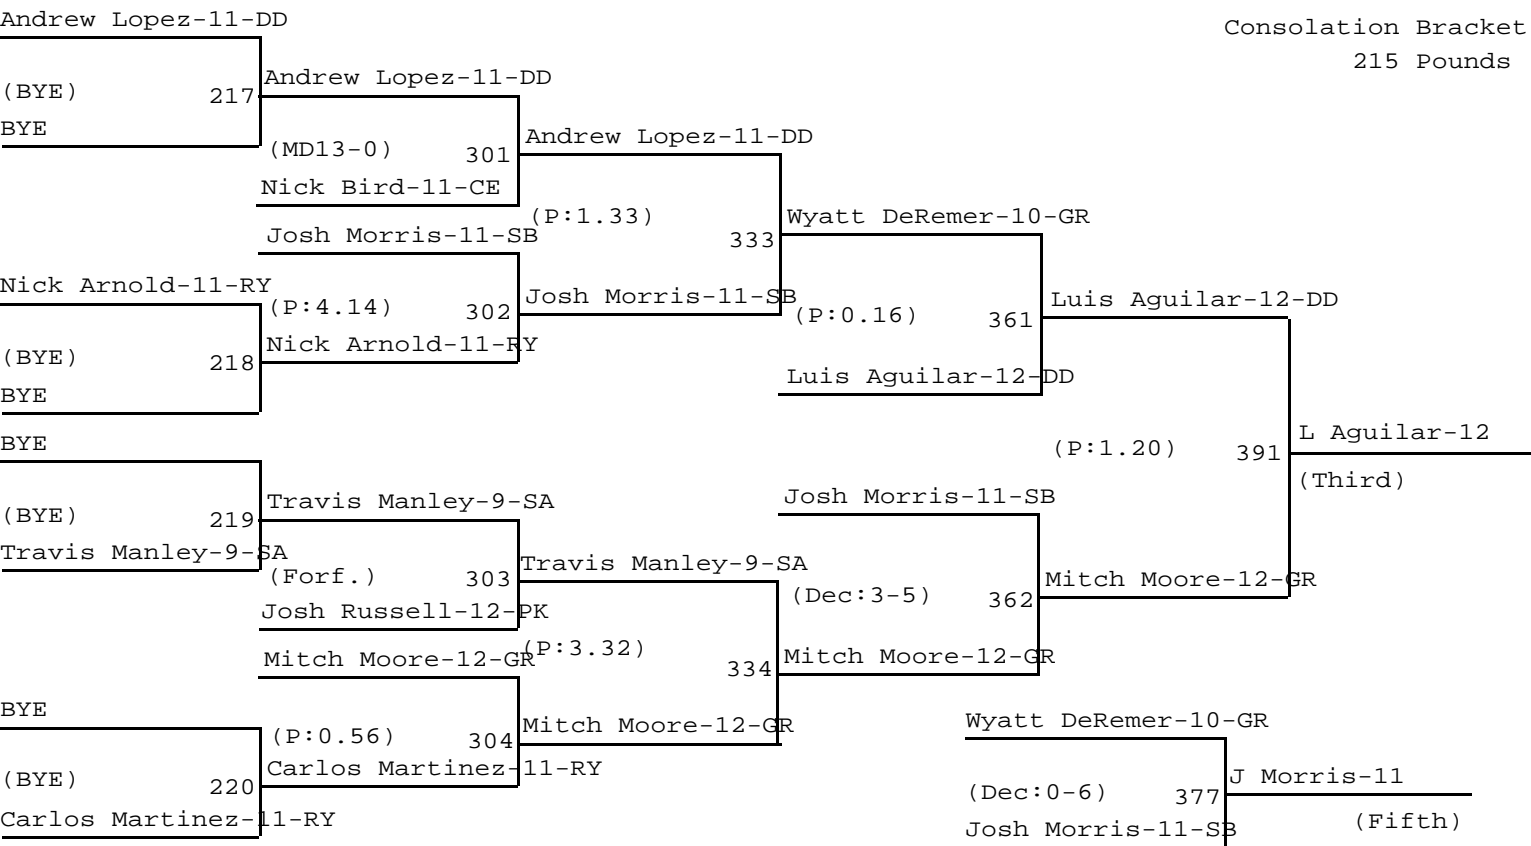 Andrew Lopez-11-DD
Consolation Bracket
215 Pounds
Andrew Lopez-11-DD
(BYE)
217
BYE
Andrew Lopez-11-DD
(MD13-0)
301
Nick Bird-11-CE
(P:1.33)
Wyatt DeRemer-10-GR
Josh Morris-11-SB
333
Nick Arnold-11-RY
Josh Morris-11-SB
Luis Aguilar-12-DD
(P:4.14)
302
(P:0.16)
361
Nick Arnold-11-RY
(BYE)
218
Luis Aguilar-12-DD
BYE
L Aguilar-12
BYE
(P:1.20)
391
(Third)
Travis Manley-9-SA
Josh Morris-11-SB
(BYE)
219
Travis Manley-9-SA
Travis Manley-9-SA
(Forf.)
303
Mitch Moore-12-GR
(Dec:3-5)
362
Josh Russell-12-PK
(P:3.32)
Mitch Moore-12-GR
334
Mitch Moore-12-GR
BYE
Mitch Moore-12-GR
Wyatt DeRemer-10-GR
(P:0.56)
304
Carlos Martinez-11-RY
(BYE)
220
J Morris-11
(Dec:0-6)
377
Carlos Martinez-11-RY
Josh Morris-11-SB
(Fifth)